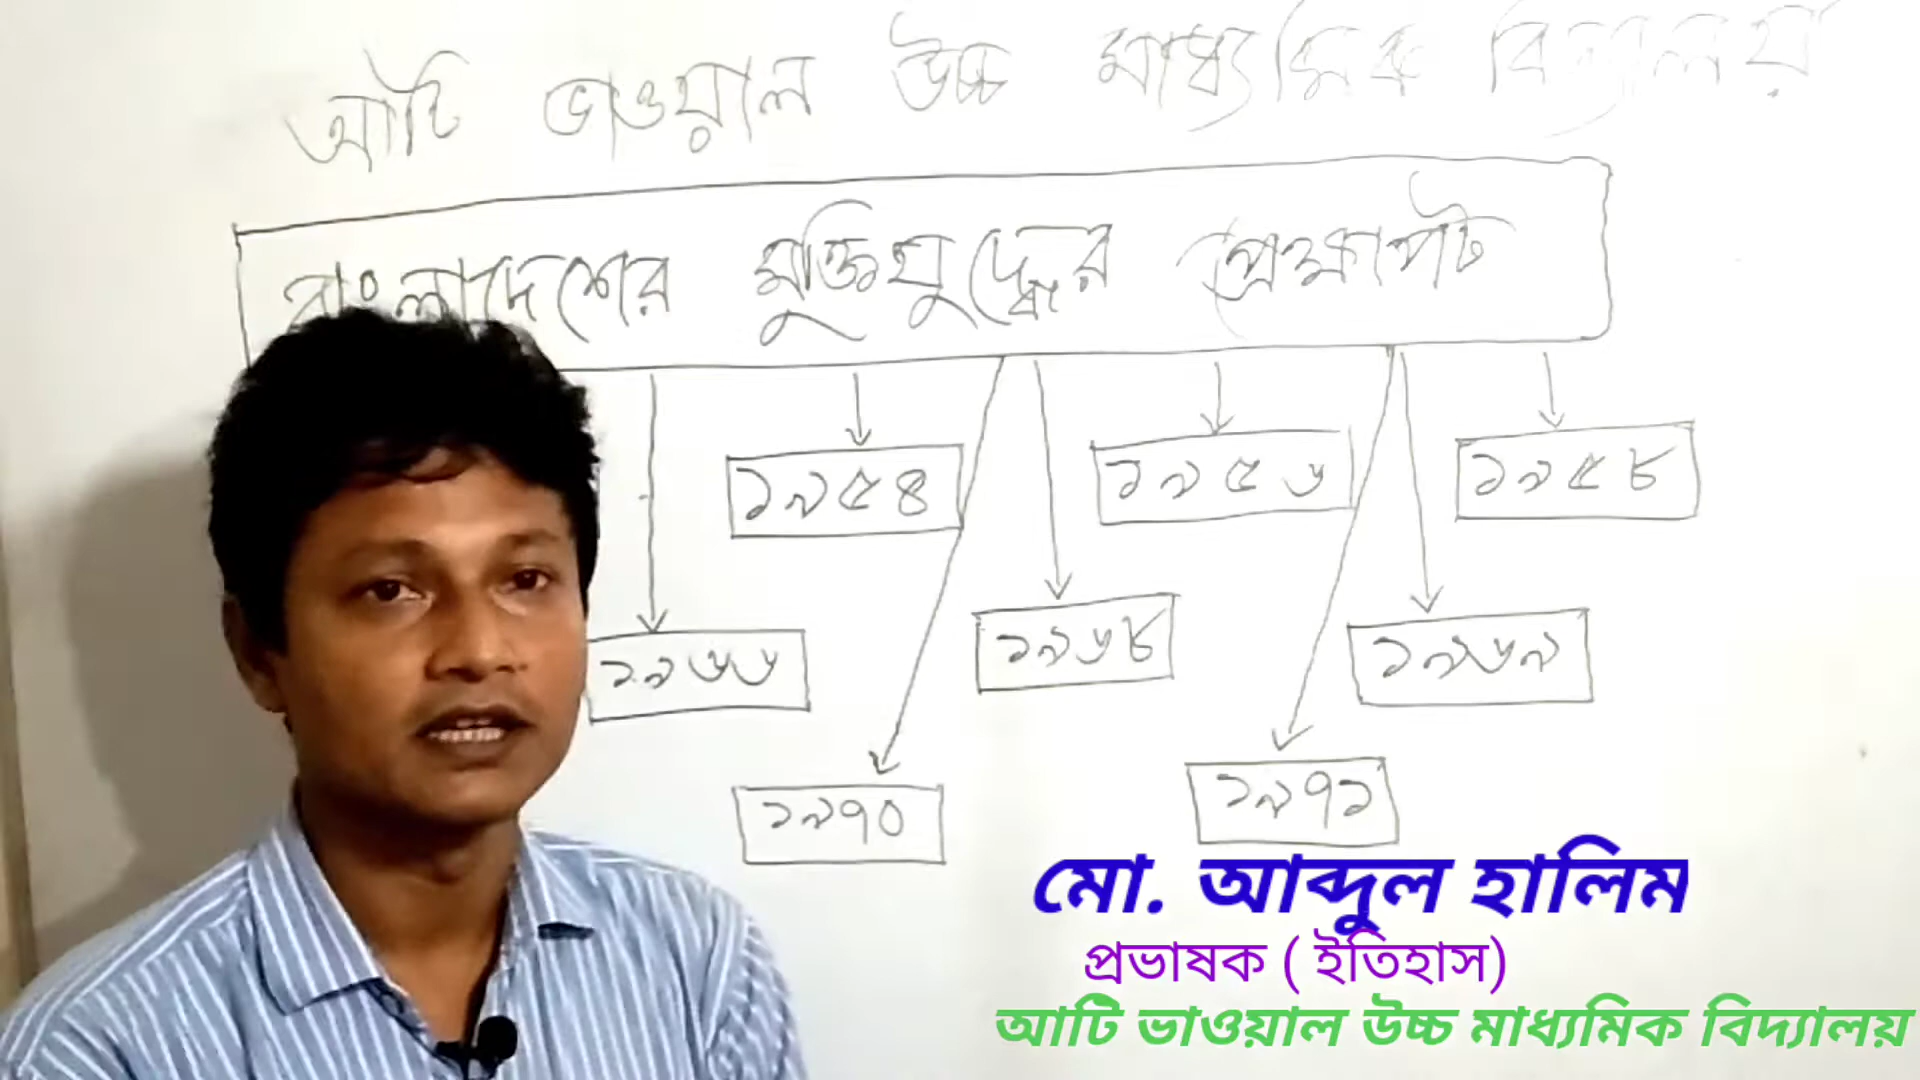 আটি ভাওয়াল উচ্চ মাধ্যমিক বিদ্যালয়
বাংলাদেশের মুক্তিযুদ্ধের প্রেক্ষাপট
১৯৫৪ ১৯৫৬ ১৯৫৮
১৯৬৬ ১৯৬৮ ১৯৬৯
১৯৭০ ১৯৭১
মো. আব্দুল হালিম
প্রভাষক ( ইতিহাস)
আটি ভাওয়াল উচ্চ মাধ্যমিক বিদ্যালয়